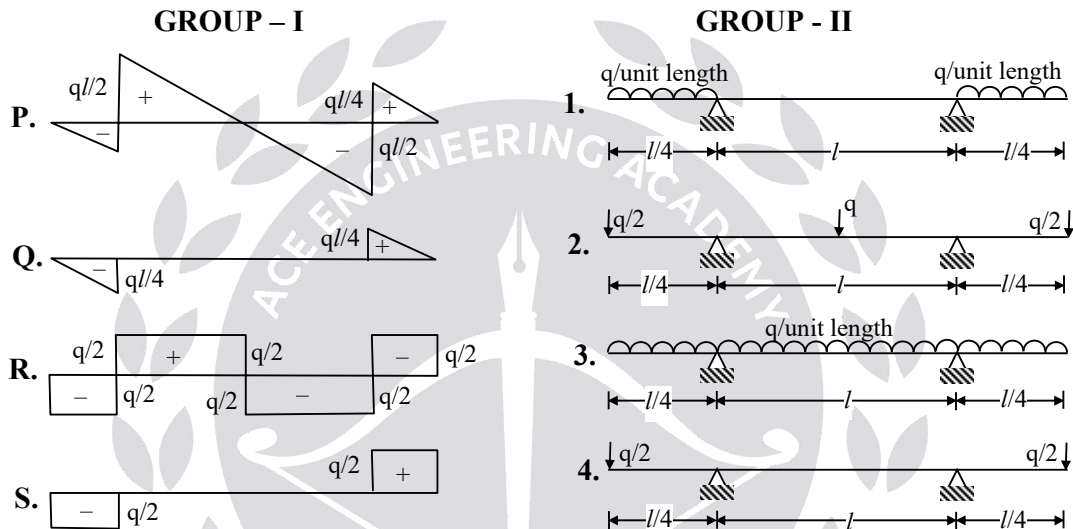 GROUP – I
GROUP - II
P.
ql/2
+
–
ql/4
+
–
ql/2
Q.
–
ql/4
ql/4
+
R.
q/2
+
q/2
–
q/2
–
q/2
q/2
–
q/2
S.
–
q/2
q/2
+
1.
q/unit length
q/unit length
l/4
l
l/4
2.
q/2
q
q/2
l/4
l
l/4
3.
q/unit length
l/4
l
l/4
4.
q/2
q/2
l/4
l
l/4
ACE ENGINEERING ACADEMY